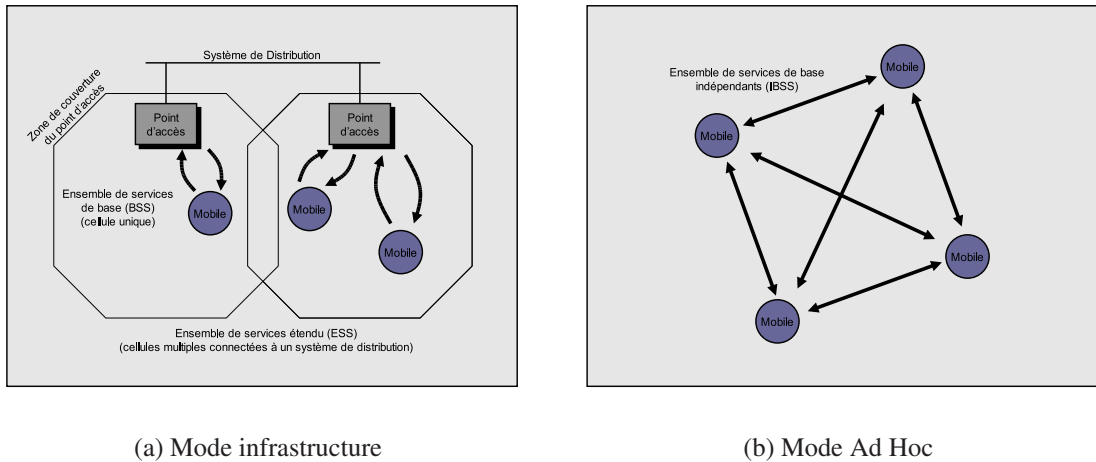 Système de Distribution
Zone de couverture
du point d'accès
Point
d'accès
Point
d'accès
Ensemble de services
de base (BSS)
(cellule unique)
Mobile
Mobile
Mobile
Ensemble de services étendu (ESS)
(cellules multiples connectées à un système de distribution)
(a) Mode infrastructure
Mobile
Ensemble de services de base
indépendants (IBSS)
Mobile
Mobile
Mobile
(b) Mode Ad Hoc